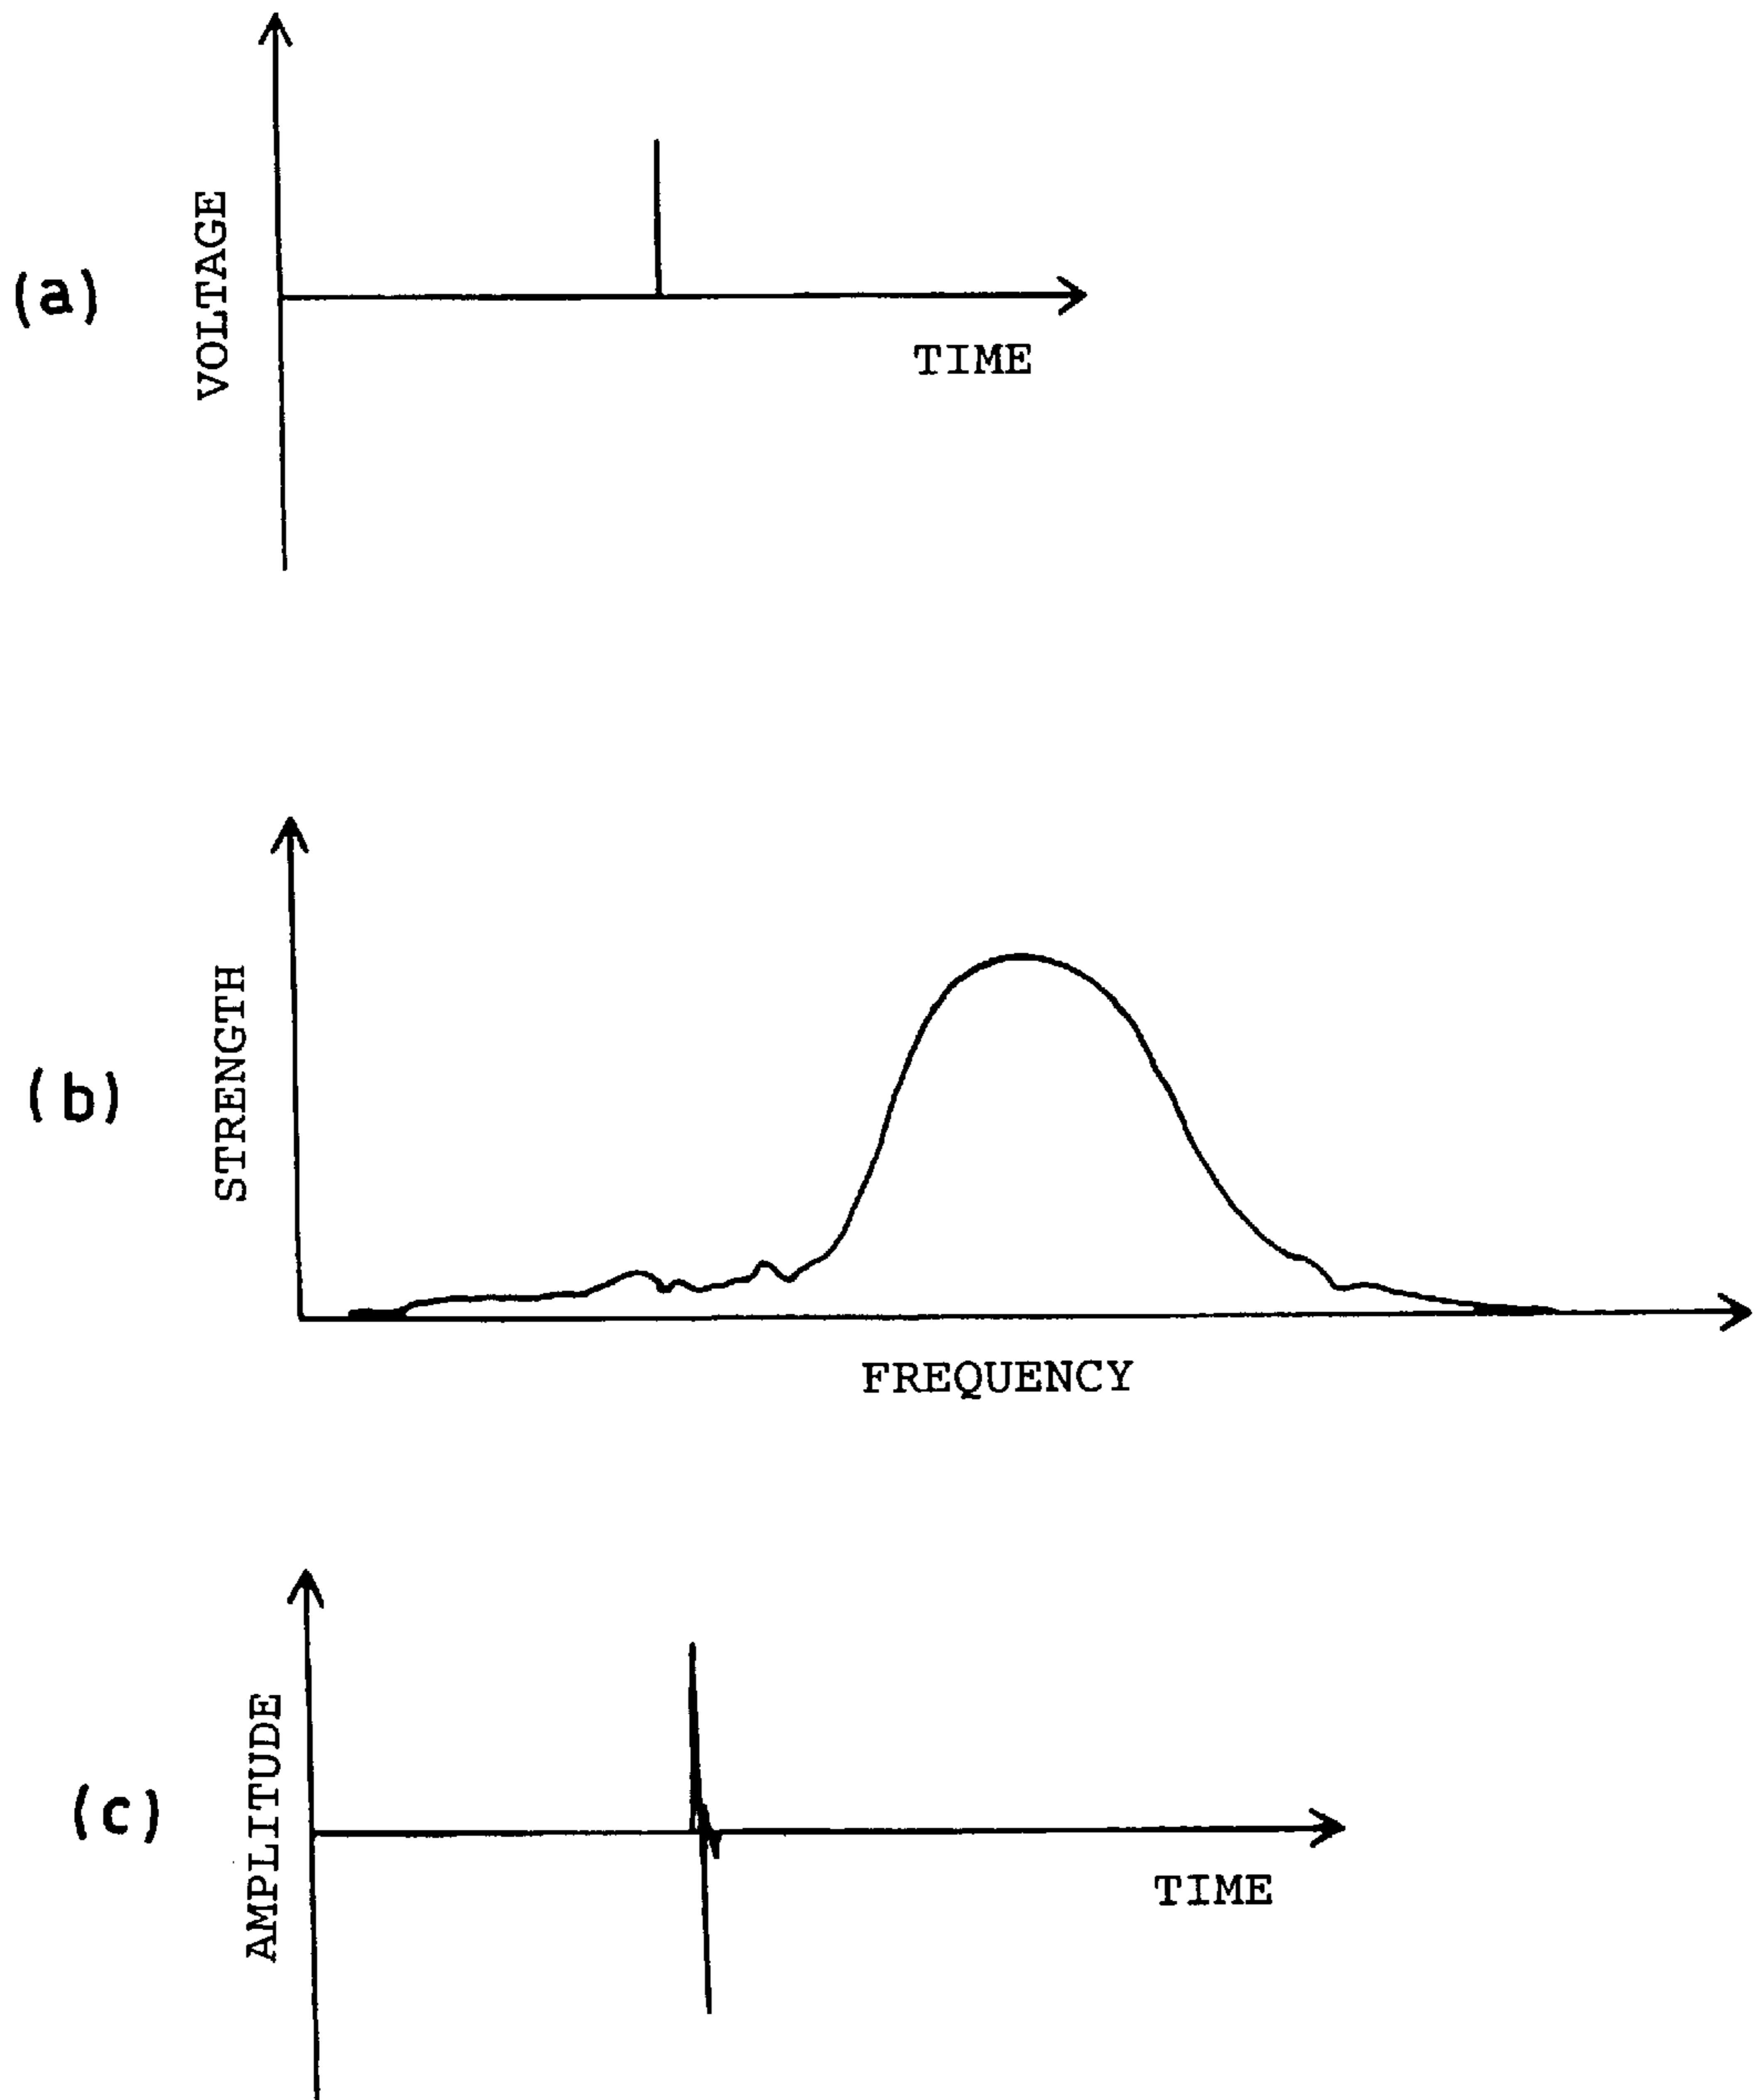 (a)
VOLTAGE
TIME
(b)
STRENGTH
FREQUENCY
(c)
AMPLITUDE
TIME